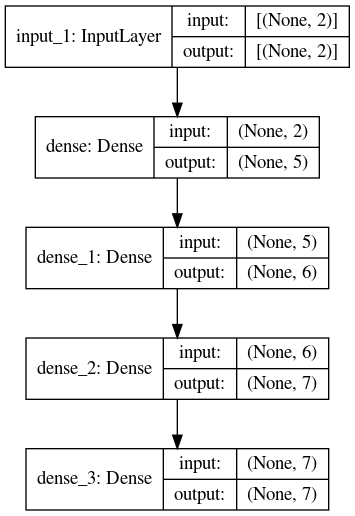 input_1: InputLayer
input:
[(None, 2)]
output:
[(None, 2)]
dense: Dense
input:
(None, 2)
output:
(None, 5)
dense_1: Dense
input:
(None, 5)
output:
(None, 6)
dense_2: Dense
input:
(None, 6)
output:
(None, 7)
dense_3: Dense
input:
(None, 7)
output:
(None, 7)